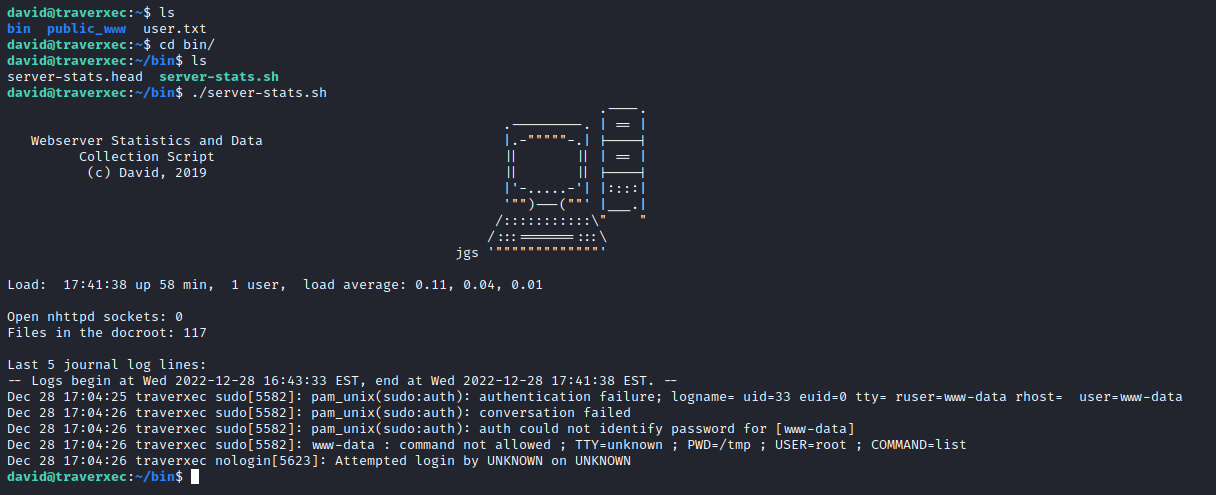 david@traverxec:~$ ls
bin  public_www  user.txt
david@traverxec:~$ cd bin/
david@traverxec:~/bin$ ls
server-stats.head  server-stats.sh
david@traverxec:~/bin$ ./server-stats.sh
                                                                          .----.
                                                              .---------. | == |
   Webserver Statistics and Data                              |.-"""""-.| |----|
         Collection Script                                    ||       || | == |
          (c) David, 2019                                     ||       || |----|
                                                              |'-.....-'| |::::|
                                                              '"")---(""' |___.|
                                                             /:::::::::::\"    "
                                                            /:::=======:::\
                                                        jgs '"""""""""""""'
Load:  17:41:38 up 58 min,  1 user,  load average: 0.11, 0.04, 0.01
Open nhttpd sockets: 0
Files in the docroot: 117
Last 5 journal log lines:
-- Logs begin at Wed 2022-12-28 16:43:33 EST, end at Wed 2022-12-28 17:41:38 EST. --
Dec 28 17:04:25 traverxec sudo[5582]: pam_unix(sudo:auth): authentication failure; logname= uid=33 euid=0 tty= ruser=www-data rhost=  user=www-data
Dec 28 17:04:26 traverxec sudo[5582]: pam_unix(sudo:auth): conversation failed
Dec 28 17:04:26 traverxec sudo[5582]: pam_unix(sudo:auth): auth could not identify password for [www-data]
Dec 28 17:04:26 traverxec sudo[5582]: www-data : command not allowed ; TTY=unknown ; PWD=/tmp ; USER=root ; COMMAND=list
Dec 28 17:04:26 traverxec nologin[5623]: Attempted login by UNKNOWN on UNKNOWN
david@traverxec:~/bin$